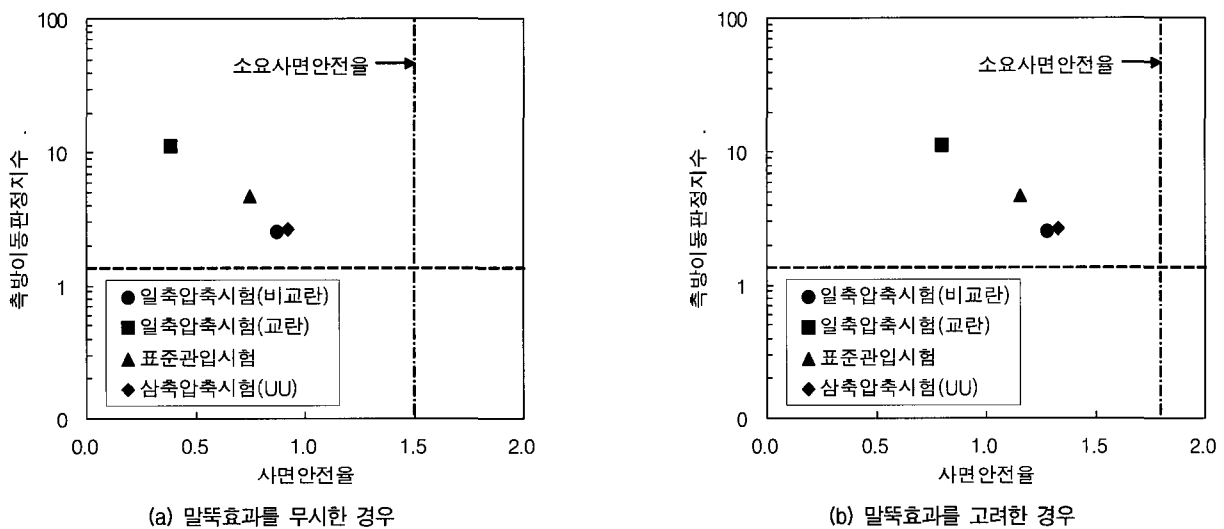 100
10
1
0
측방이동판정지수
소요사면안전율
일축압축시험(비교란)
일축압축시험(교란)
표준관입시험
삼축압축시험(UU)
0.0 0.5 1.0 1.5 2.0
사면안전율
(a) 말뚝효과를 무시한 경우
100
10
1
0
측방이동판정지수
소요사면안전율
일축압축시험(비교란)
일축압축시험(교란)
표준관입시험
삼축압축시험(UU)
0.0 0.5 1.0 1.5 2.0
사면안전율
(b) 말뚝효과를 고려한 경우